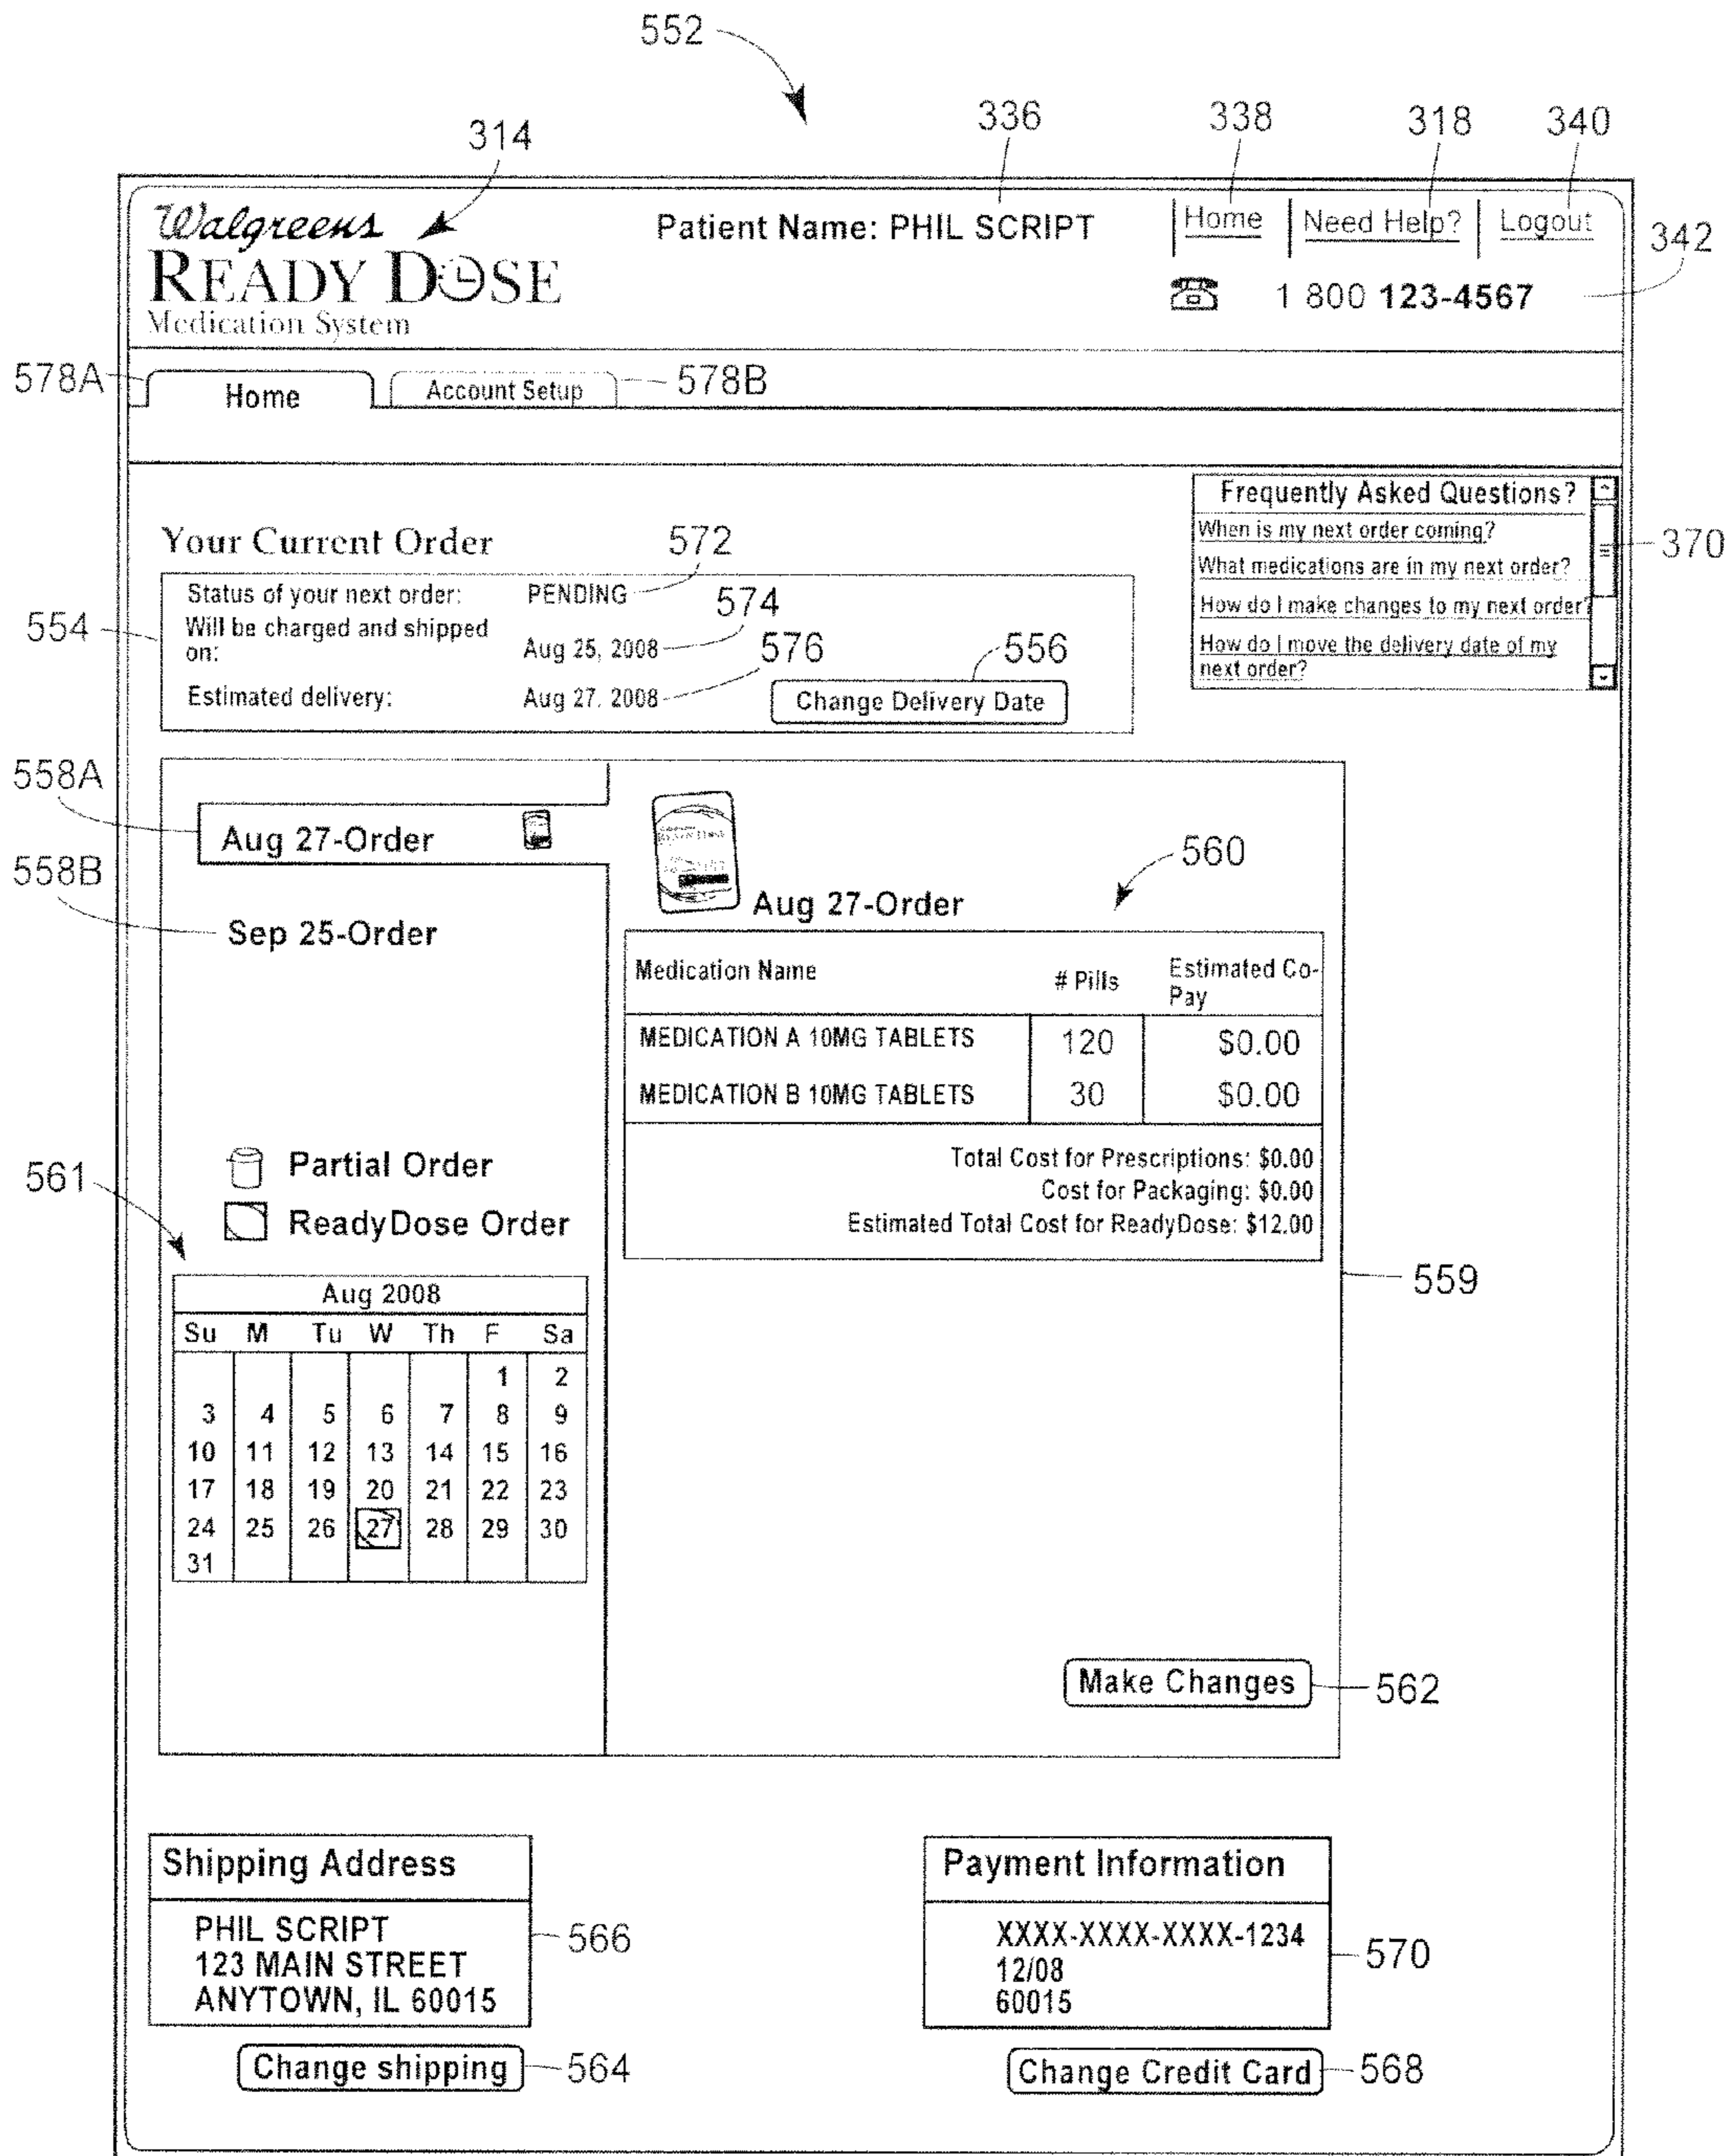 552
314
336
338
318
340
Walgreens
READY DOSE
Medication System
Patient Name: PHIL SCRIPT
Home
Need Help?
Logout
342
1 800 123-4567
578A
Home
Account Setup
578B
Frequently Asked Questions?
When is my next order coming?
What medications are in my next order?
How do I make changes to my next order?
How do I move the delivery date of my
next order?
370
Your Current Order
572
554
Status of your next order: PENDING
574
Will be charged and shipped
on: Aug 25, 2008
576
556
Estimated delivery: Aug 27. 2008
Change Delivery Date
558A
Aug 27-Order
558B
Sep 25-Order
560
Aug 27-Order
Medication Name # Pills Estimated Co-
Pay
MEDICATION A 10MG TABLETS 120 $0.00
MEDICATION B 10MG TABLETS 30 $0.00
Total Cost for Prescriptions: $0.00
Cost for Packaging: $0.00
Estimated Total Cost for ReadyDose: $12.00
559
Partial Order
561
ReadyDose Order
Aug 2008
Su M Tu W Th F Sa
1 2
3 4 5 6 7 8 9
10 11 12 13 14 15 16
17 18 19 20 21 22 23
24 25 26 27 28 29 30
31
Make Changes
562
Shipping Address
PHIL SCRIPT
123 MAIN STREET
ANYTOWN, IL 60015
566
Change shipping
564
Payment Information
XXXX-XXXX-XXXX-1234
12/08
60015
570
Change Credit Card
568